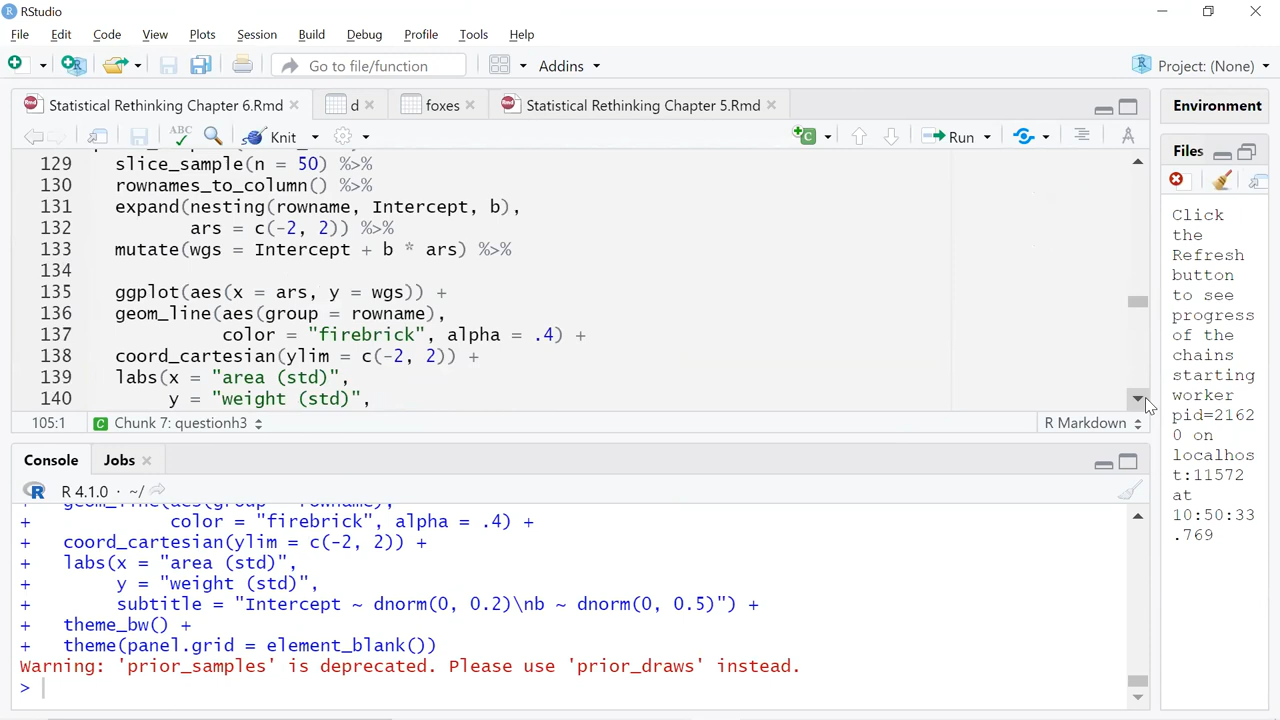 RStudio
File Edit Code View Plots Session Build Debug Profile Tools Help
Go to file/function Addins Project: (None)
Statistical Rethinking Chapter 6.Rmd d foxes Statistical Rethinking Chapter 5.Rmd
ABC Knit Run
129 slice_sample(n = 50) %>%
130 rownames_to_column() %>%
131 expand(nesting(rowname, Intercept, b),
132 ars = c(-2, 2)) %>%
133 mutate(wgs = Intercept + b * ars) %>%
134
135 ggplot(aes(x = ars, y = wgs)) +
136 geom_line(aes(group = rowname),
137 color = "firebrick", alpha = .4) +
138 coord_cartesian(ylim = c(-2, 2)) +
139 labs(x = "area (std)",
140 y = "weight (std)",
105:1 C Chunk 7: questionh3 R Markdown
Console Jobs
R 4.1.0 · ~/
+ geom_line(aes(group = rowname),
+ color = "firebrick", alpha = .4) +
+ coord_cartesian(ylim = c(-2, 2)) +
+ labs(x = "area (std)",
+ y = "weight (std)",
+ subtitle = "Intercept ~ dnorm(0, 0.2)\nb ~ dnorm(0, 0.5)") +
+ theme_bw() +
+ theme(panel.grid = element_blank())
Warning: 'prior_samples' is deprecated. Please use 'prior_draws' instead.
>
Environment
Files
Click
the
Refresh
button
to see
progress
of the
chains
starting
worker
pid=2162
0 on
localhos
t:11572
at
10:50:33
.769